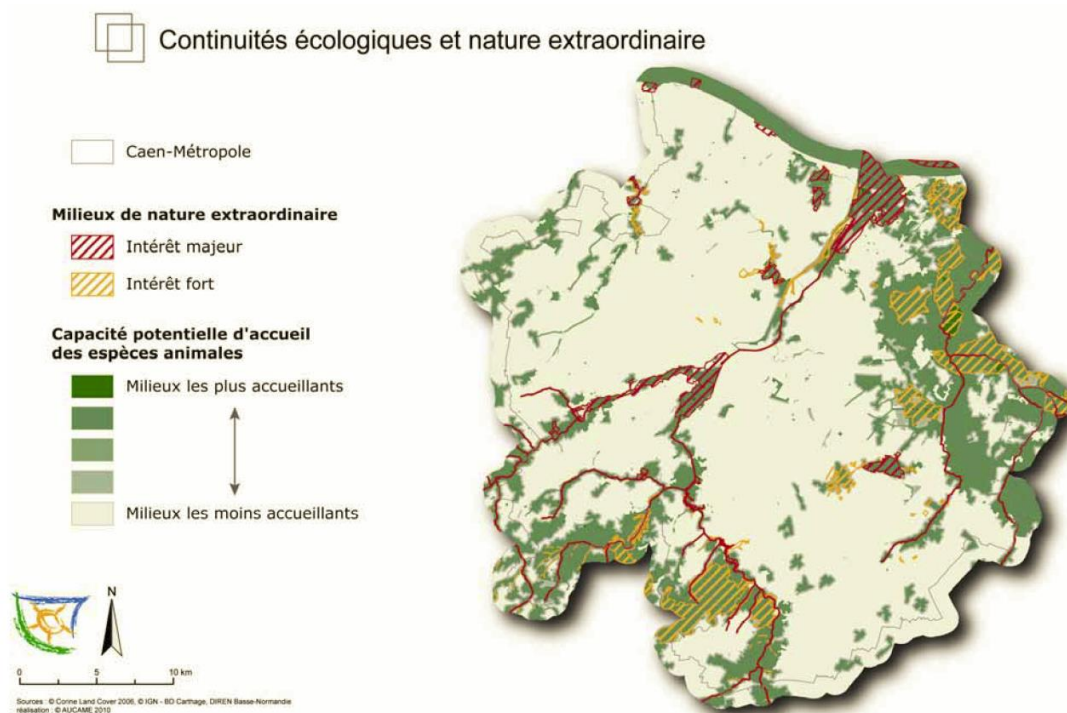 Continuités écologiques et nature extraordinaire
Caen-Métropole
Milieux de nature extraordinaire
Intérêt majeur
Intérêt fort
Capacité potentielle d'accueil
des espèces animales
Milieux les plus accueillants
Milieux les moins accueillants
N
0 5 10 km
Sources : © Corine Land Cover 2006, © IGN - BD Carthage, DIREN Basse-Normandie
réalisation : © AUCAME 2010